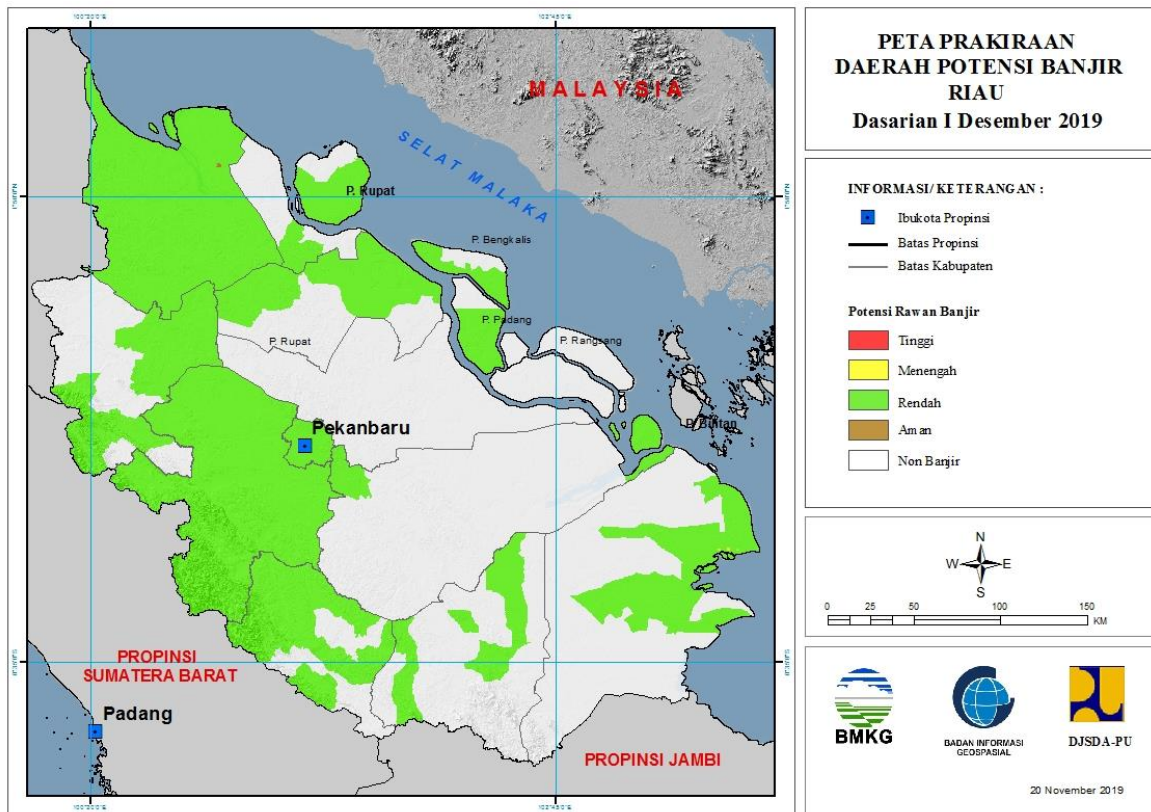 MALAYSIA
SELAT MALAKA
P. Rupat
P. Bengkalis
P. Padang
P. Rangsang
P. Rupat
P. Bintan
Pekanbaru
PROPINSI
SUMATERA BARAT
Padang
PROPINSI JAMBI
PETA PRAKIRAAN
DAERAH POTENSI BANJIR
RIAU
Dasarian I Desember 2019
INFORMASI/KETERANGAN :
Ibukota Propinsi
Batas Propinsi
Batas Kabupaten
Potensi Rawan Banjir
Tinggi
Menengah
Rendah
Aman
Non Banjir
N
W E
S
0 25 50 100 150
KM
BMKG
BADAN INFORMASI
GEOSPASIAL
DJSDA-PU
20 November 2019